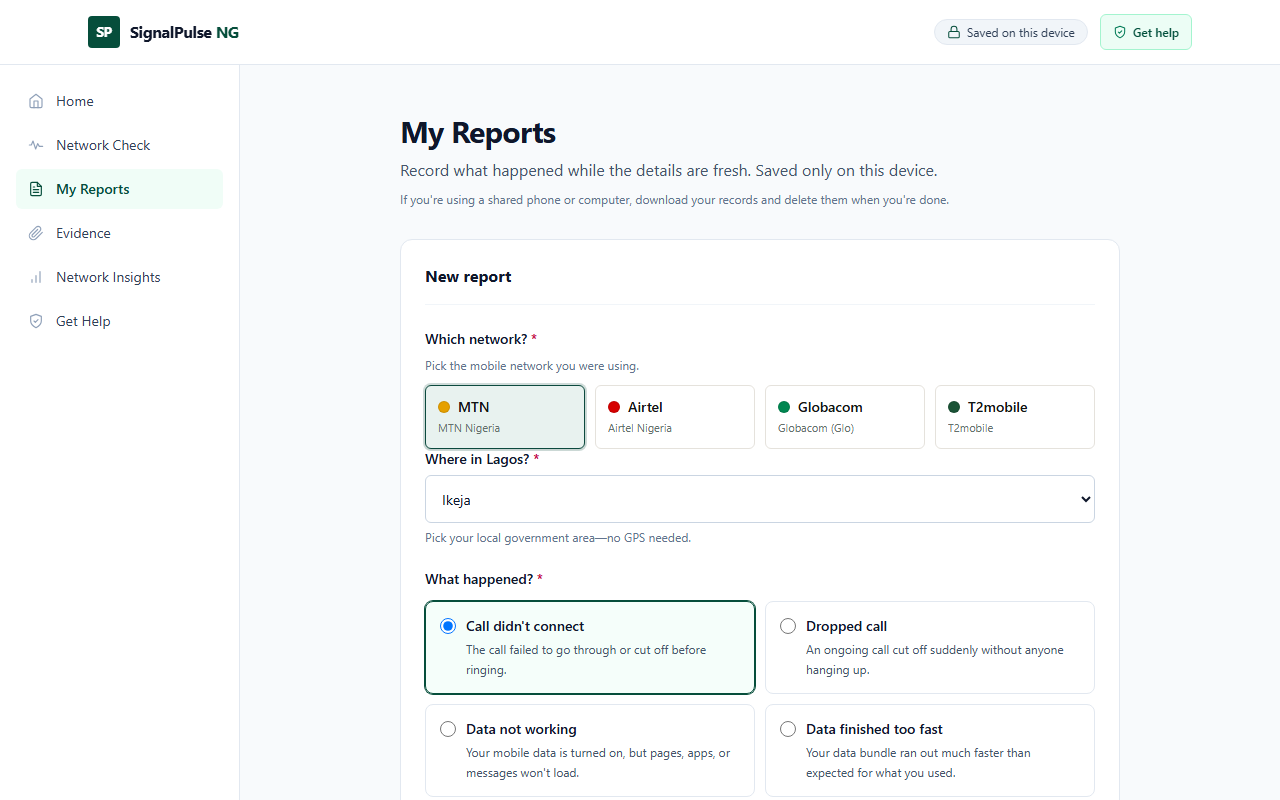 SP SignalPulse NG
Saved on this device
Get help
Home
Network Check
My Reports
Evidence
Network Insights
Get Help
My Reports
Record what happened while the details are fresh. Saved only on this device.
If you're using a shared phone or computer, download your records and delete them when you're done.
New report
Which network? *
Pick the mobile network you were using.
MTN
MTN Nigeria
Airtel
Airtel Nigeria
Globacom
Globacom (Glo)
T2mobile
T2mobile
Where in Lagos? *
Ikeja
Pick your local government area—no GPS needed.
What happened? *
Call didn't connect
The call failed to go through or cut off before
ringing.
Dropped call
An ongoing call cut off suddenly without anyone
hanging up.
Data not working
Your mobile data is turned on, but pages, apps, or
messages won't load.
Data finished too fast
Your data bundle ran out much faster than
expected for what you used.